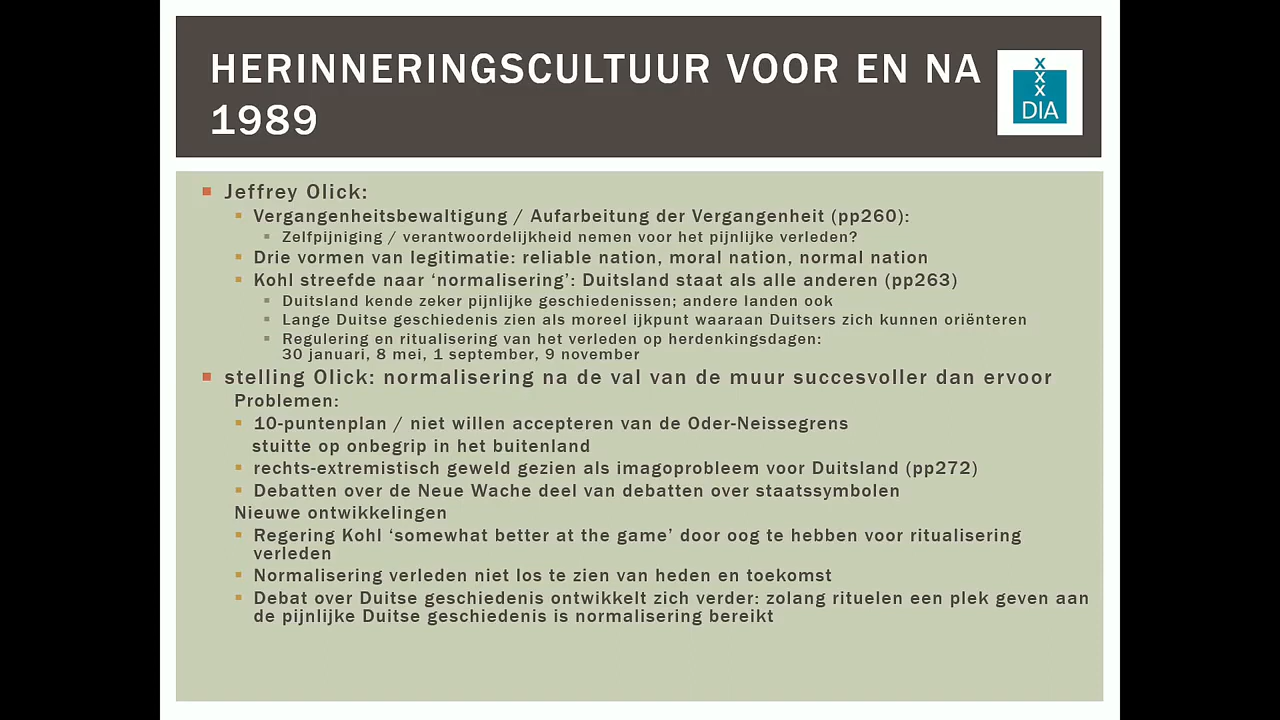 HERINNERINGSCULTUUR VOOR EN NA
1989
X
X
X
DIA
Jeffrey Olick:
Vergangenheitsbewaltigung / Aufarbeitung der Vergangenheit (pp260):
Zelfpijniging / verantwoordelijkheid nemen voor het pijnlijke verleden?
Drie vormen van legitimatie: reliable nation, moral nation, normal nation
Kohl streefde naar ‘normalisering’: Duitsland staat als alle anderen (pp263)
Duitsland kende zeker pijnlijke geschiedenissen; andere landen ook
Lange Duitse geschiedenis zien als moreel ijkpunt waaraan Duitsers zich kunnen oriënteren
Regulering en ritualisering van het verleden op herdenkingsdagen:
30 januari, 8 mei, 1 september, 9 november
stelling Olick: normalisering na de val van de muur succesvoller dan ervoor
Problemen:
10-puntenplan / niet willen accepteren van de Oder-Neissegrens
stuitte op onbegrip in het buitenland
rechts-extremistisch geweld gezien als imagoprobleem voor Duitsland (pp272)
Debatten over de Neue Wache deel van debatten over staatssymbolen
Nieuwe ontwikkelingen
Regering Kohl ‘somewhat better at the game’ door oog te hebben voor ritualisering
verleden
Normalisering verleden niet los te zien van heden en toekomst
Debat over Duitse geschiedenis ontwikkelt zich verder: zolang rituelen een plek geven aan
de pijnlijke Duitse geschiedenis is normalisering bereikt